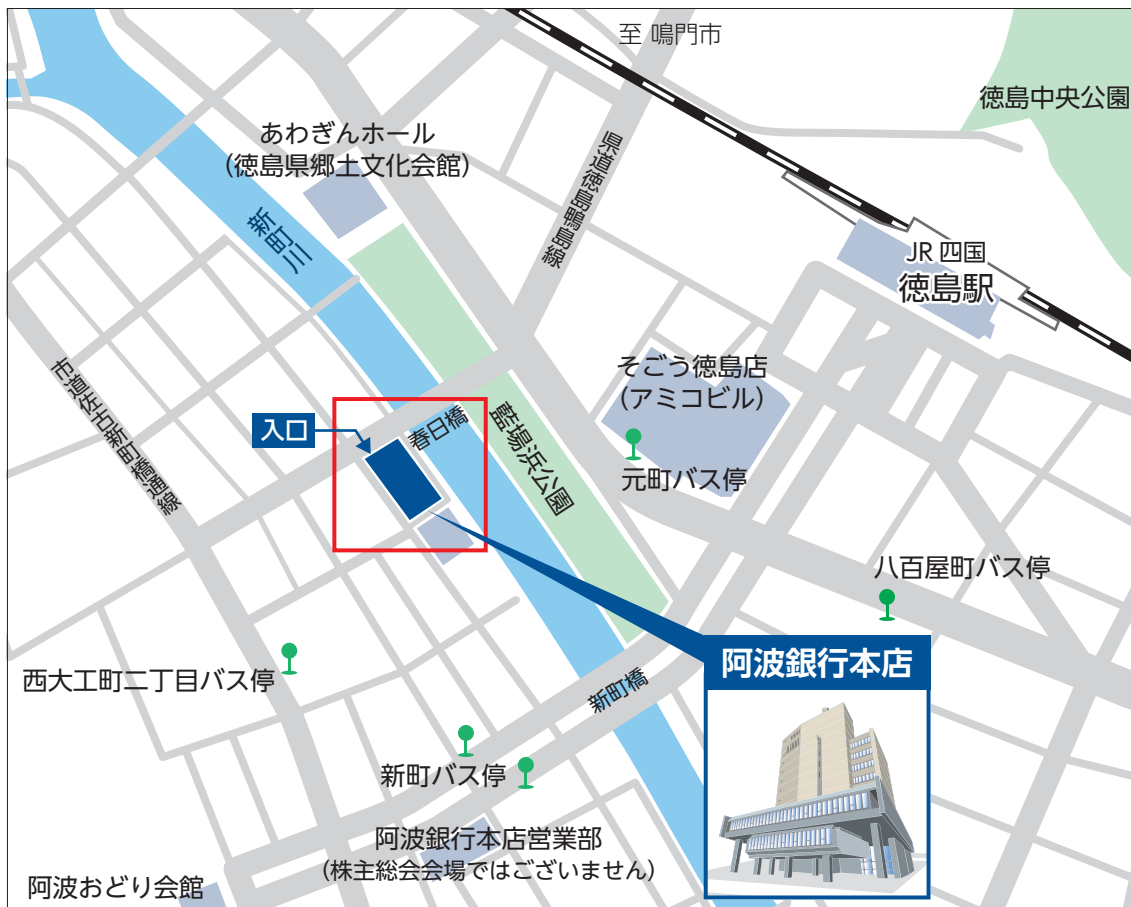 至 鳴門市
徳島中央公園
あわぎんホール
(徳島県郷土文化会館)
県道徳島鴨島線
新町川
JR 四国
徳島駅
そごう徳島店
(アミコビル)
市道佐古新町橋通線
入口
春日橋
藍場浜公園
元町バス停
八百屋町バス停
阿波銀行本店
西大工町二丁目バス停
新町橋
新町バス停
阿波銀行本店営業部
(株主総会会場ではございません)
阿波おどり会館